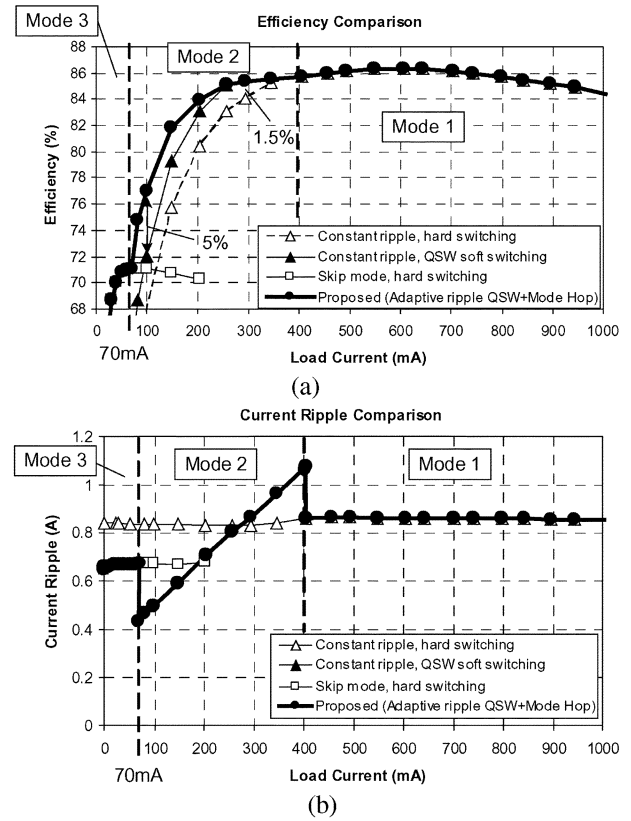 Efficiency Comparison
Mode 3
Mode 2
Mode 1
88
86
84
82
80
78
76
74
72
70
68
Efficiency (%)
1.5%
5%
Constant ripple, hard switching
Constant ripple, QSW soft switching
Skip mode, hard switching
Proposed (Adaptive ripple QSW+Mode Hop)
0 100 200 300 400 500 600 700 800 900 1000
70mA
Load Current (mA)
(a)
Current Ripple Comparison
Mode 3
Mode 2
Mode 1
1.2
1
0.8
0.6
0.4
0.2
0
Current Ripple (A)
Constant ripple, hard switching
Constant ripple, QSW soft switching
Skip mode, hard switching
Proposed (Adaptive ripple QSW+Mode Hop)
0 100 200 300 400 500 600 700 800 900 1000
70mA
Load Current (mA)
(b)